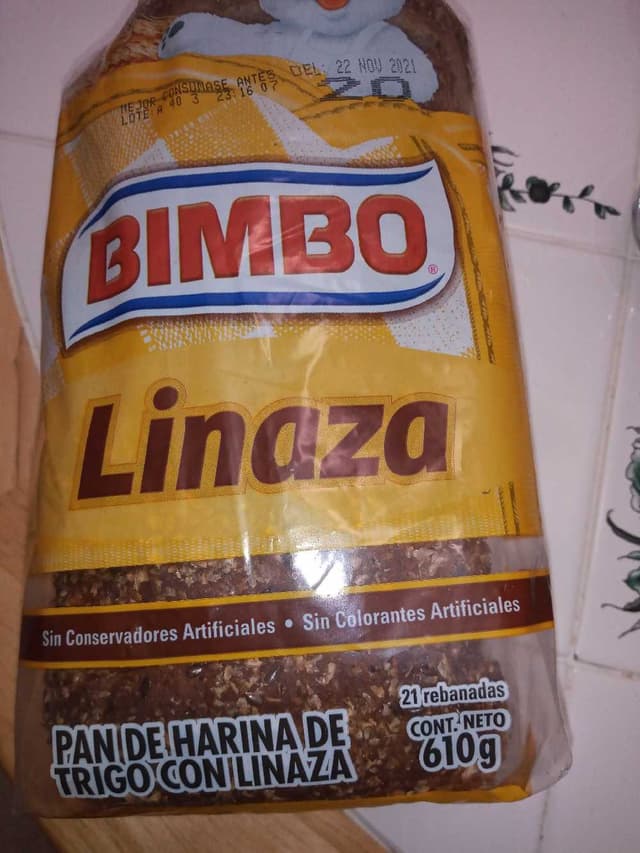 MEJOR CONSUMASE ANTES DEL: 22 NOV 2021
LOTE: A 40 3 23:16 07 20
BIMBO®
Linaza
Sin Conservadores Artificiales • Sin Colorantes Artificiales
21 rebanadas
PAN DE HARINA DE
TRIGO CON LINAZA
CONT. NETO
610g